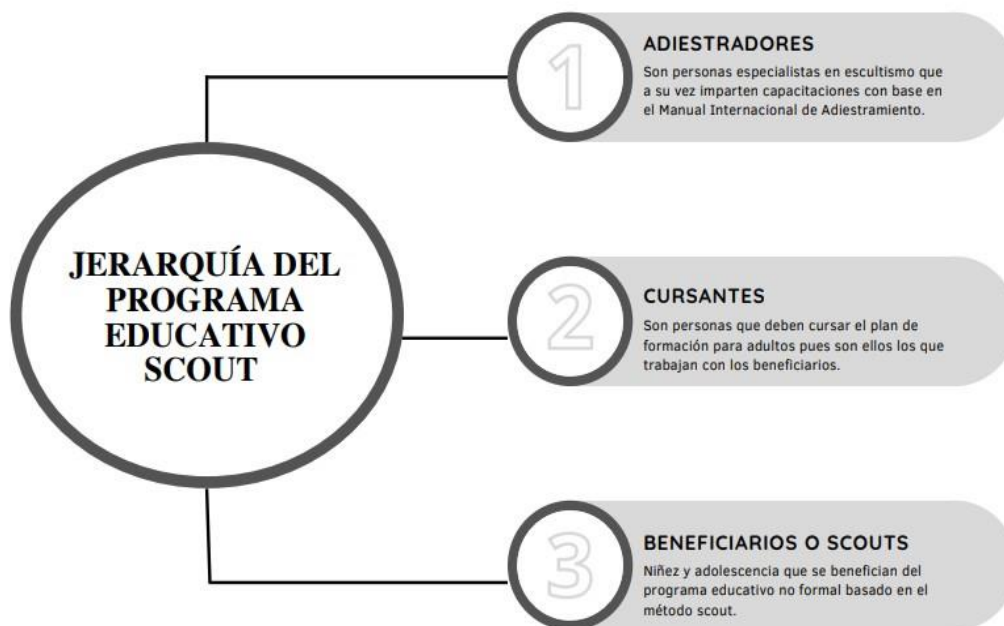 JERARQUÍA DEL
PROGRAMA
EDUCATIVO
SCOUT
1
ADIESTRADORES
Son personas especialistas en escultismo que
a su vez imparten capacitaciones con base en
el Manual Internacional de Adiestramiento.
2
CURSANTES
Son personas que deben cursar el plan de
formación para adultos pues son ellos los que
trabajan con los beneficiarios.
3
BENEFICIARIOS O SCOUTS
Niñez y adolescencia que se benefician del
programa educativo no formal basado en el
método scout.